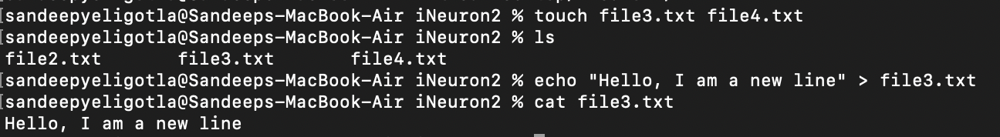 sandeepyeligotla@Sandeeps-MacBook-Air iNeuron2 % touch file3.txt file4.txt
sandeepyeligotla@Sandeeps-MacBook-Air iNeuron2 % ls
file2.txt file3.txt file4.txt
sandeepyeligotla@Sandeeps-MacBook-Air iNeuron2 % echo "Hello, I am a new line" > file3.txt
sandeepyeligotla@Sandeeps-MacBook-Air iNeuron2 % cat file3.txt
Hello, I am a new line